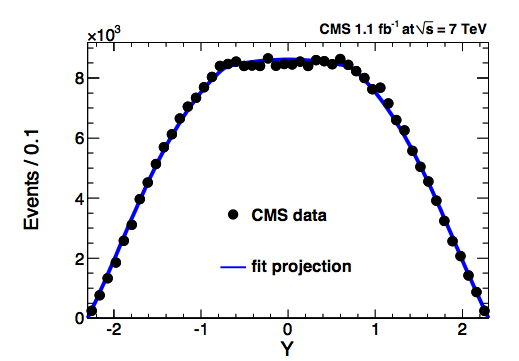 ×10³
CMS 1.1 fb⁻¹ at √s = 7 TeV
8
6
4
2
0
Events / 0.1
CMS data
fit projection
-2 -1 0 1 2
Y